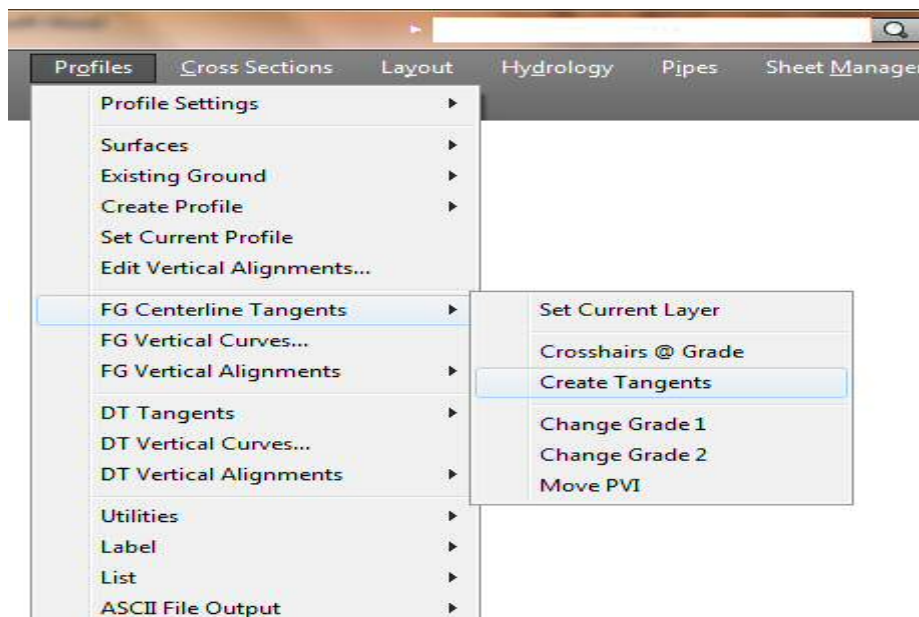 Profiles Cross Sections Layout Hydrology Pipes Sheet Manager
Profile Settings
Surfaces
Existing Ground
Create Profile
Set Current Profile
Edit Vertical Alignments...
FG Centerline Tangents
FG Vertical Curves...
FG Vertical Alignments
DT Tangents
DT Vertical Curves...
DT Vertical Alignments
Utilities
Label
List
ASCII File Output
Set Current Layer
Crosshairs @ Grade
Create Tangents
Change Grade 1
Change Grade 2
Move PVI